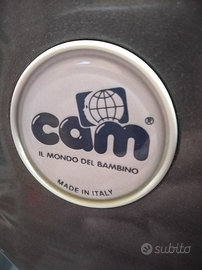 cam®
IL MONDO DEL BAMBINO
MADE IN ITALY
subito